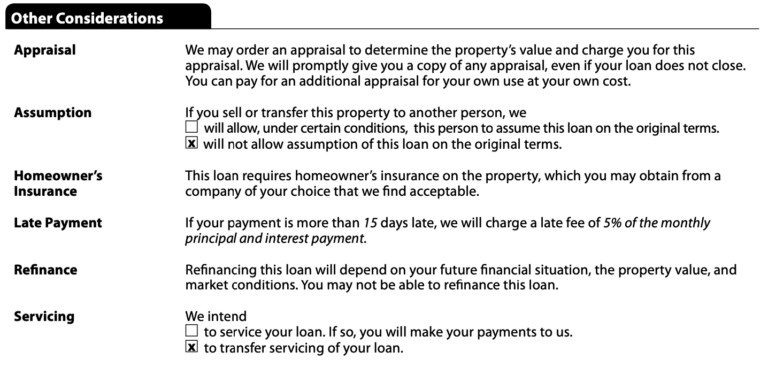 Other Considerations
Appraisal We may order an appraisal to determine the property's value and charge you for this
appraisal. We will promptly give you a copy of any appraisal, even if your loan does not close.
You can pay for an additional appraisal for your own use at your own cost.
Assumption If you sell or transfer this property to another person, we
☐ will allow, under certain conditions, this person to assume this loan on the original terms.
☒ will not allow assumption of this loan on the original terms.
Homeowner's This loan requires homeowner's insurance on the property, which you may obtain from a
Insurance company of your choice that we find acceptable.
Late Payment If your payment is more than 15 days late, we will charge a late fee of 5% of the monthly
principal and interest payment.
Refinance Refinancing this loan will depend on your future financial situation, the property value, and
market conditions. You may not be able to refinance this loan.
Servicing We intend
☐ to service your loan. If so, you will make your payments to us.
☒ to transfer servicing of your loan.